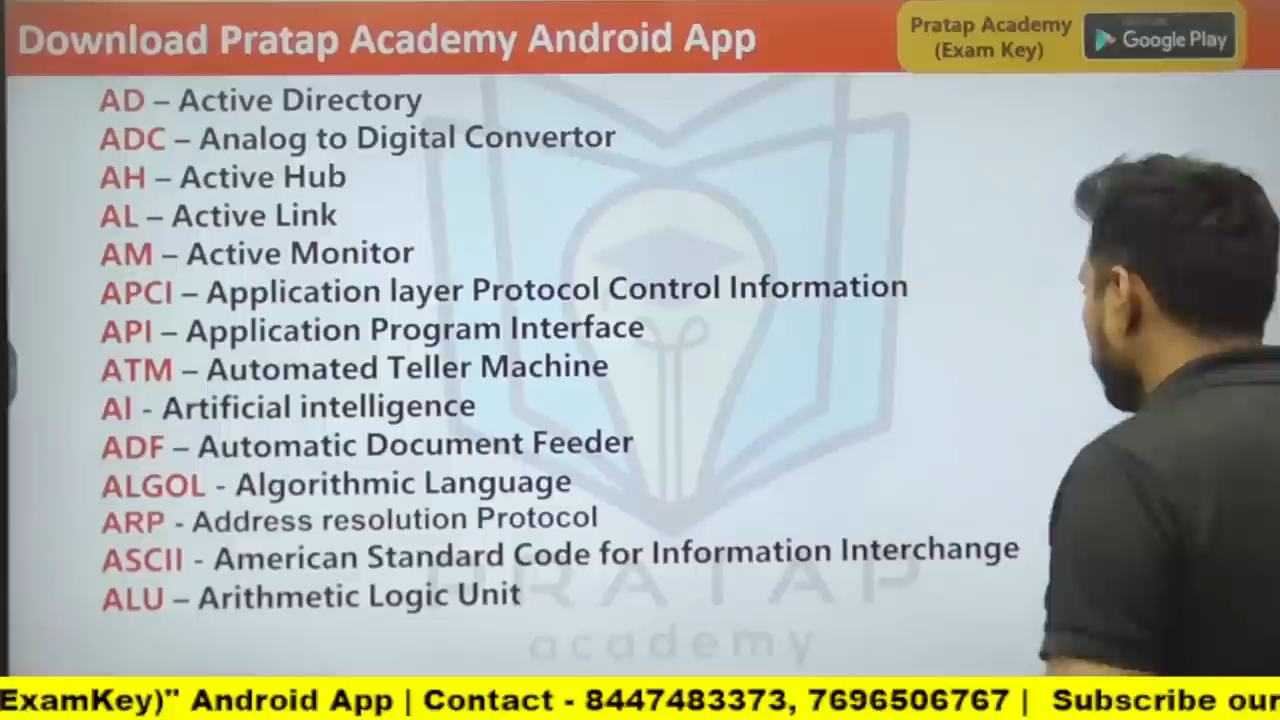 Download Pratap Academy Android App
Pratap Academy
(Exam Key)
Google Play
AD – Active Directory
ADC – Analog to Digital Convertor
AH – Active Hub
AL – Active Link
AM – Active Monitor
APCI – Application layer Protocol Control Information
API – Application Program Interface
ATM – Automated Teller Machine
AI - Artificial intelligence
ADF – Automatic Document Feeder
ALGOL - Algorithmic Language
ARP - Address resolution Protocol
ASCII - American Standard Code for Information Interchange
ALU – Arithmetic Logic Unit
PRATAP
academy
ExamKey)" Android App | Contact - 8447483373, 7696506767 | Subscribe our